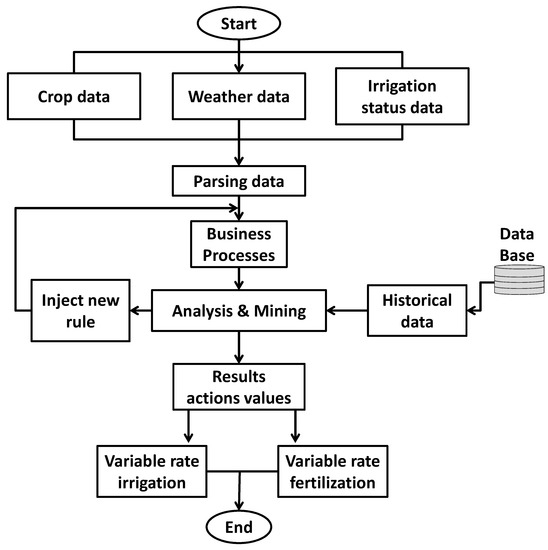 Start
Crop data
Weather data
Irrigation
status data
Parsing data
Business
Processes
Data
Base
Inject new
rule
Analysis & Mining
Historical
data
Results
actions values
Variable rate
irrigation
Variable rate
fertilization
End